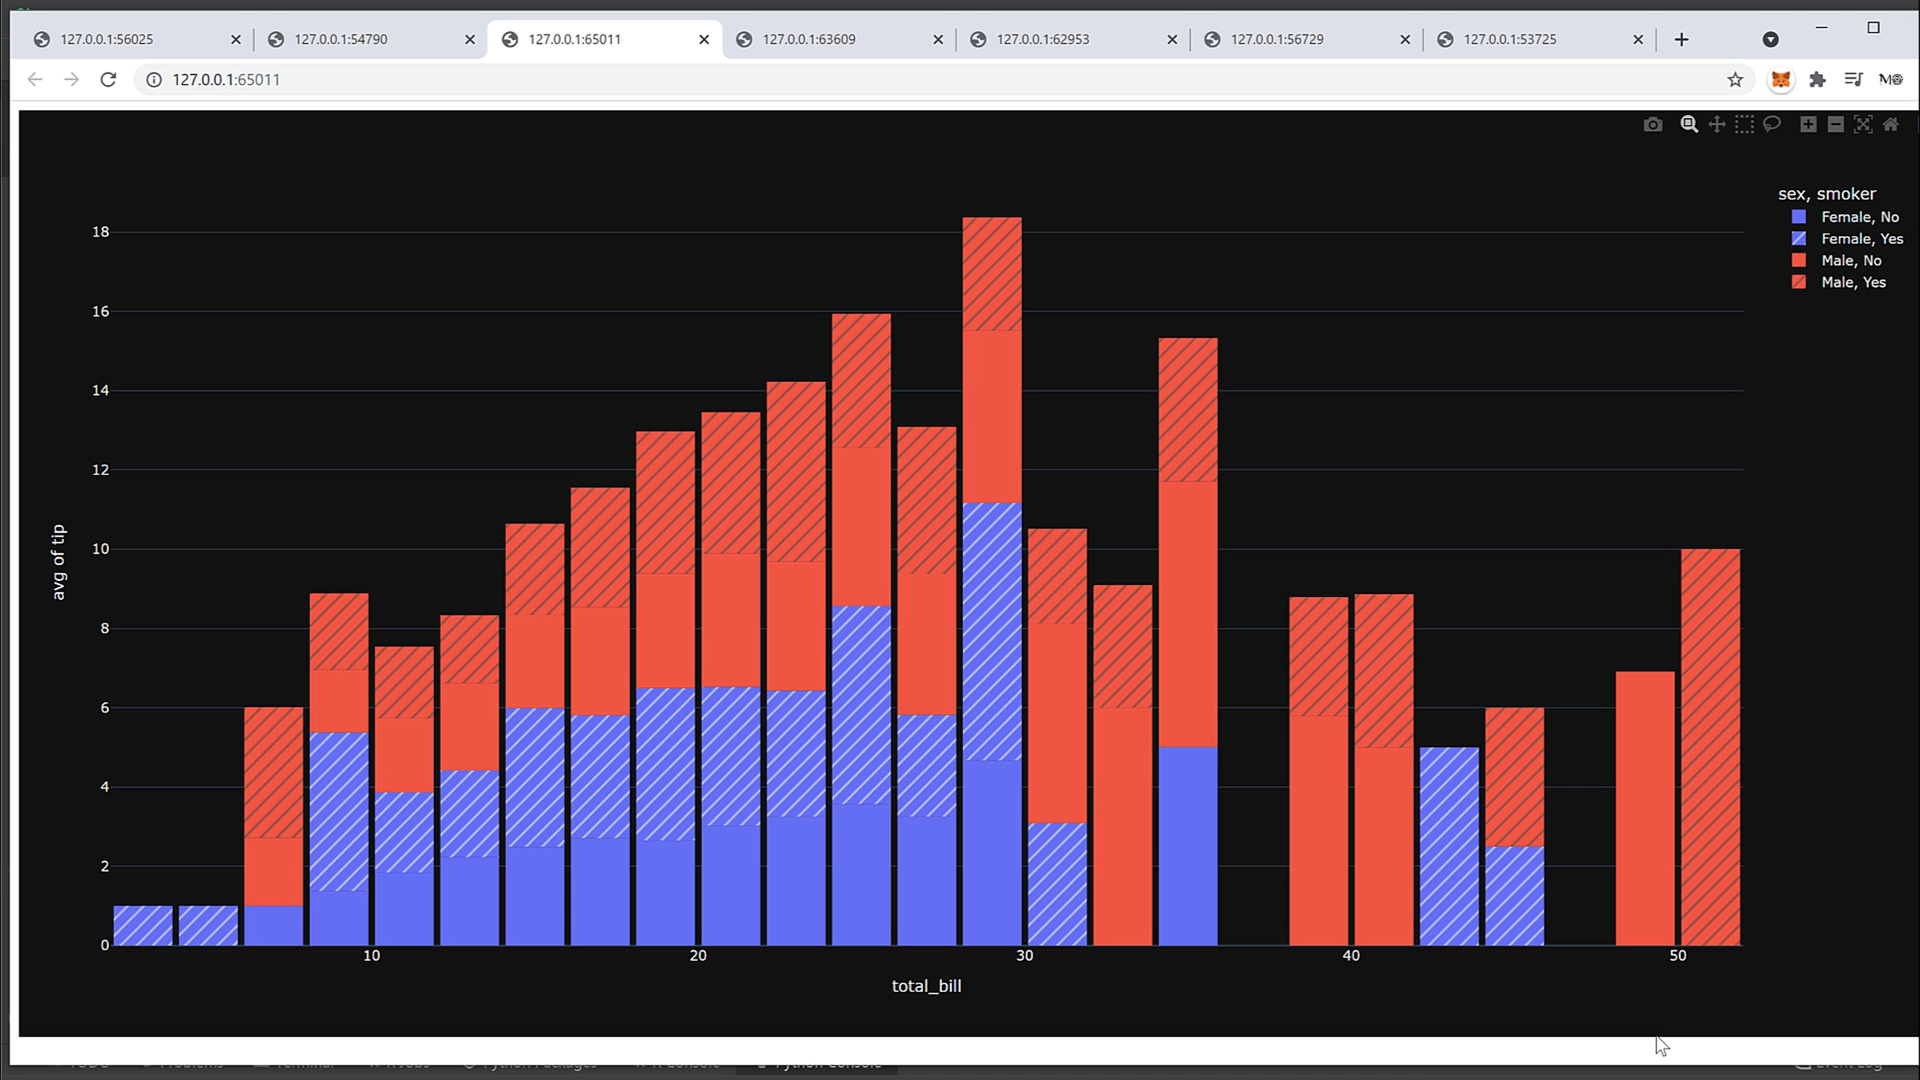 127.0.0.1:56025
127.0.0.1:54790
127.0.0.1:65011
127.0.0.1:63609
127.0.0.1:62953
127.0.0.1:56729
127.0.0.1:53725
127.0.0.1:65011
sex, smoker
Female, No
Female, Yes
Male, No
Male, Yes
18
16
14
12
10
8
6
4
2
0
avg of tip
10
20
30
40
50
total_bill
Python Console